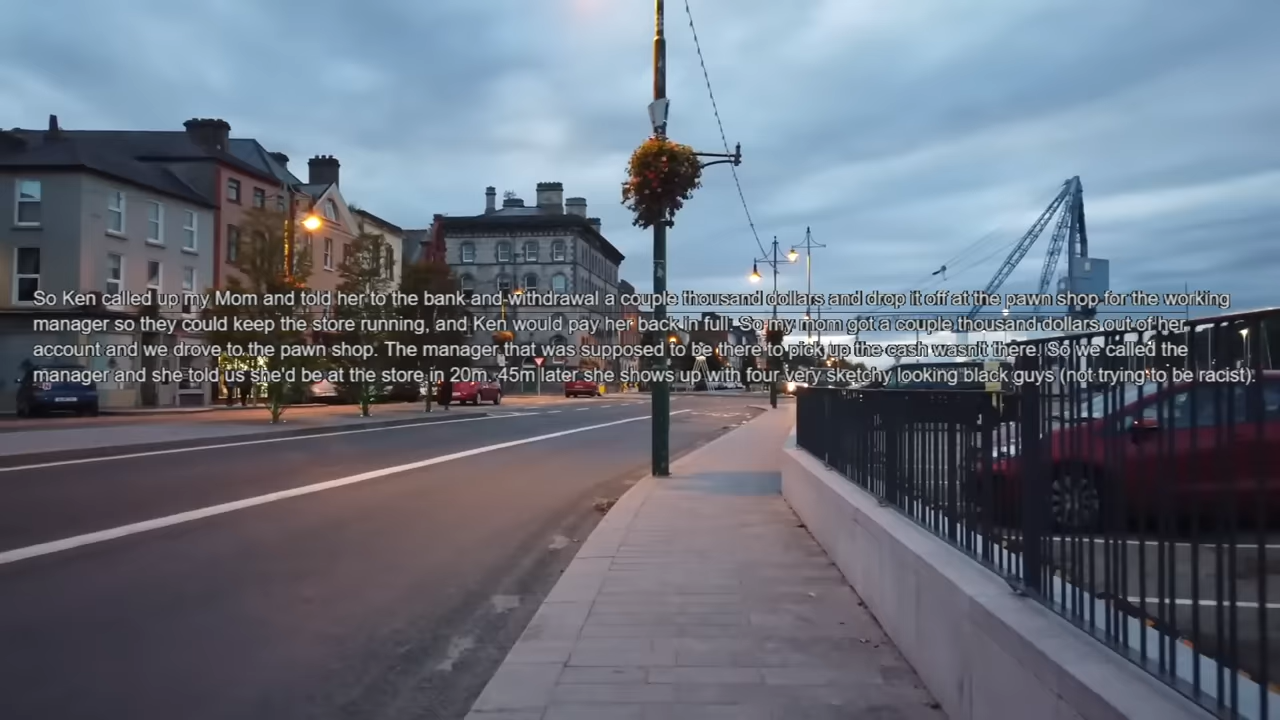 So Ken called up my Mom and told her to the bank and withdrawal a couple thousand dollars and drop it off at the pawn shop for the working
manager so they could keep the store running, and Ken would pay her back in full. So my mom got a couple thousand dollars out of her
account and we drove to the pawn shop. The manager that was supposed to be there to pick up the cash wasn't there. So we called the
manager and she told us she'd be at the store in 20m. 45m later she shows up with four very sketchy looking black guys (not trying to be racist).